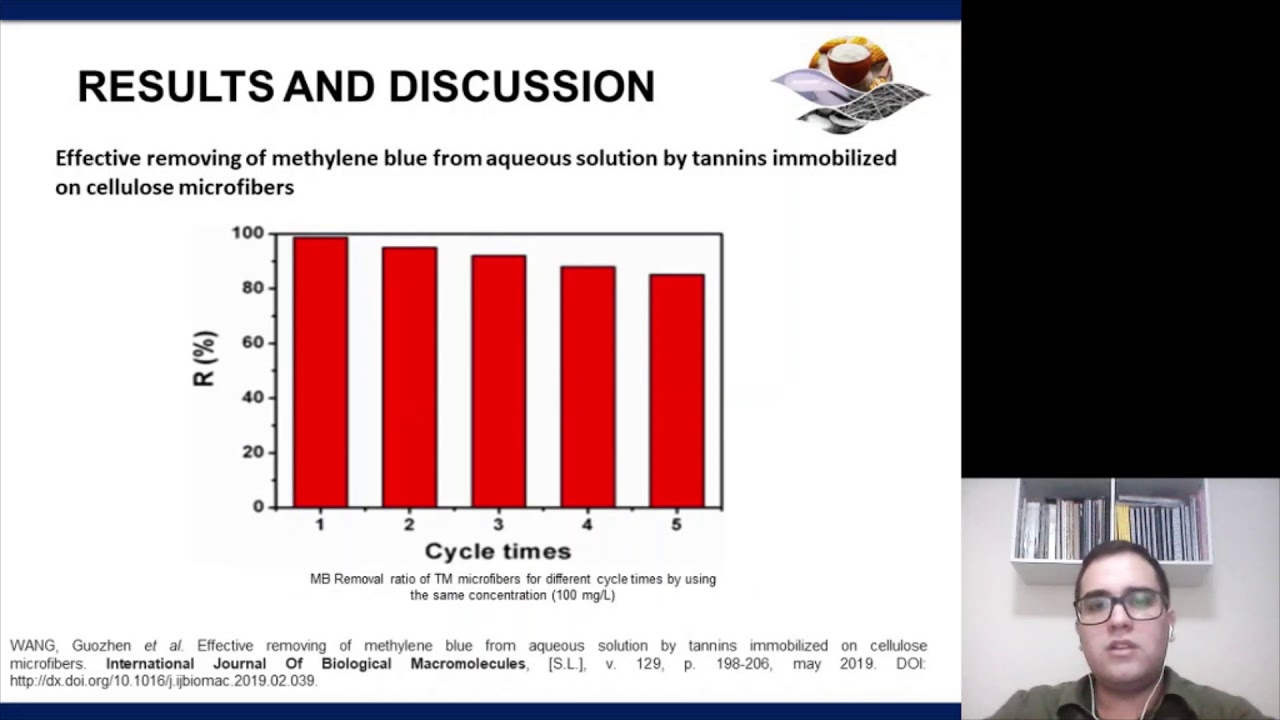 RESULTS AND DISCUSSION
Effective removing of methylene blue from aqueous solution by tannins immobilized
on cellulose microfibers
100
80
60
40
20
0
R (%)
1 2 3 4 5
Cycle times
MB Removal ratio of TM microfibers for different cycle times by using
the same concentration (100 mg/L)
WANG, Guozhen et al. Effective removing of methylene blue from aqueous solution by tannins immobilized on cellulose
microfibers. International Journal Of Biological Macromolecules, [S.L.], v. 129, p. 198-206, may 2019. DOI:
http://dx.doi.org/10.1016/j.ijbiomac.2019.02.039.